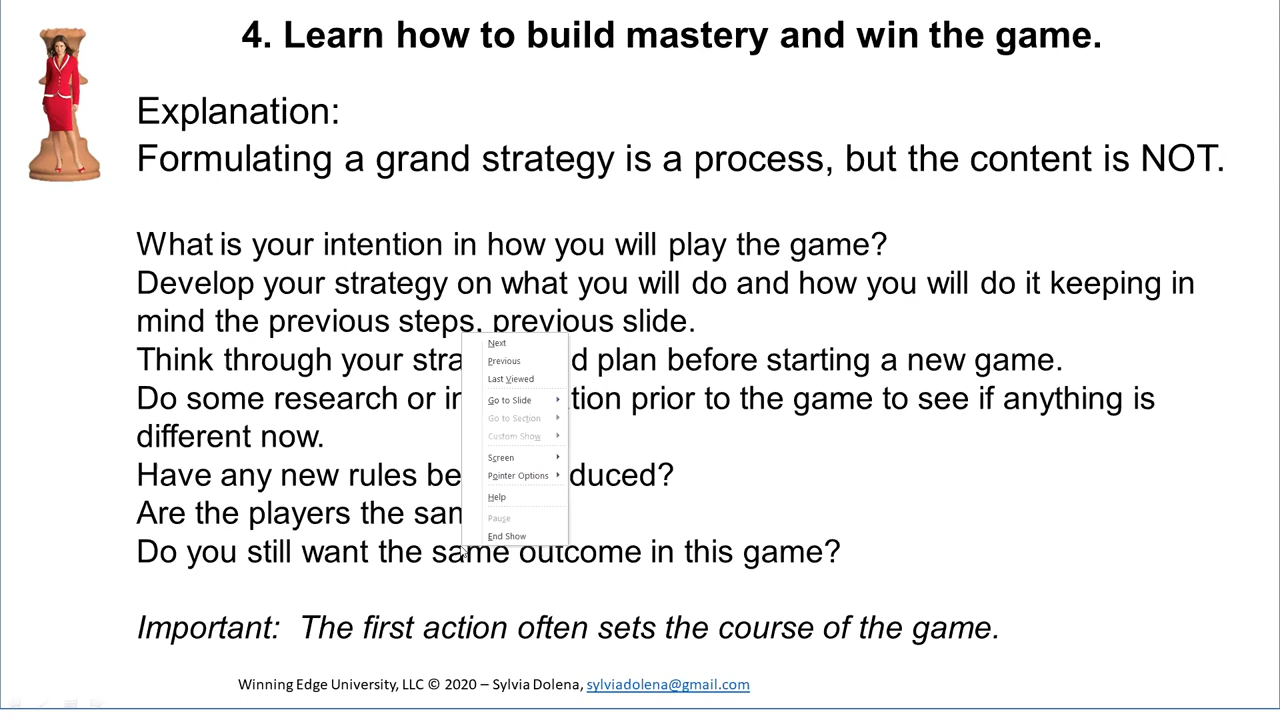 4. Learn how to build mastery and win the game.
Explanation:
Formulating a grand strategy is a process, but the content is NOT.
What is your intention in how you will play the game?
Develop your strategy on what you will do and how you will do it keeping in
mind the previous steps, previous slide.
Think through your plan before starting a new game.
Do some research or prior to the game to see if anything is
different now.
Have any new rules
Are the players the
Do you still want the same outcome in this game?
Important: The first action often sets the course of the game.
Winning Edge University, LLC © 2020 – Sylvia Dolena, sylviadolena@gmail.com
Next
Previous
Last Viewed
Go to Slide
Go to Section
Custom Show
Screen
Pointer Options
Help
Pause
End Show